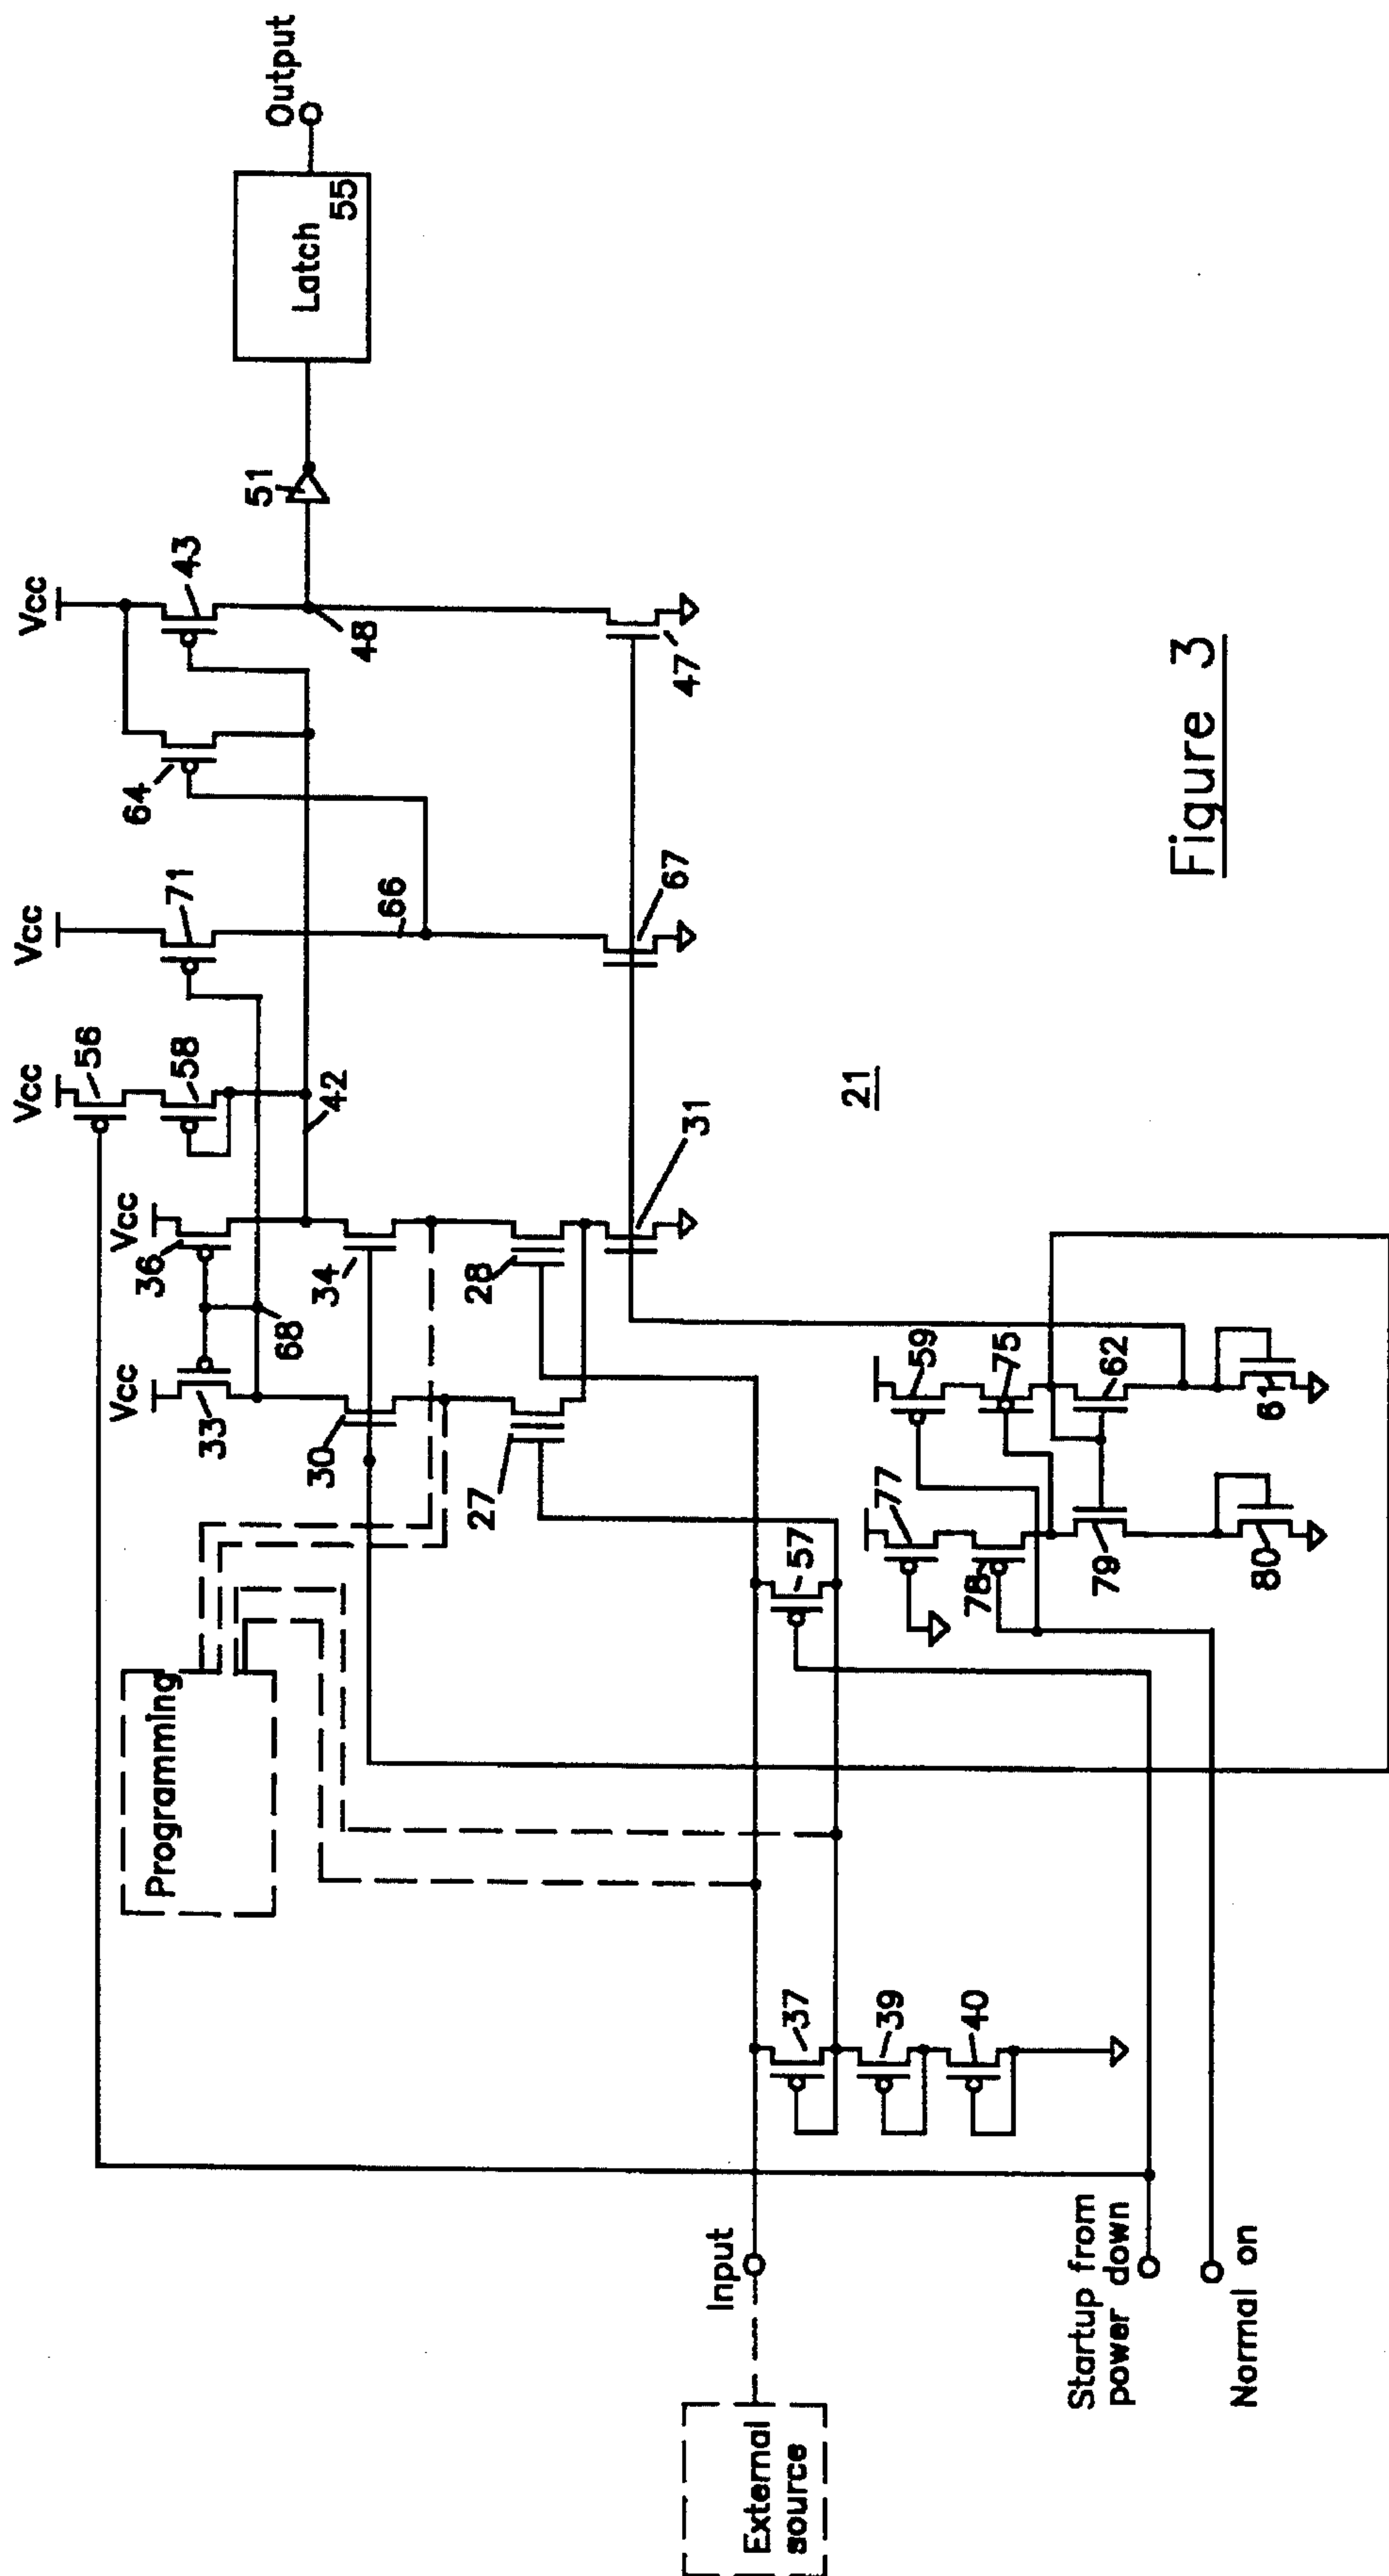 Vcc
Vcc
Vcc
Vcc
Vcc
Output
Latch
55
51
56
58
71
64
43
36
33
68
42
66
48
34
30
28
27
31
67
47
Programming
External
source
Input
37
39
40
57
77
78
79
80
59
75
62
61
Startup from
power down
Normal on
21
Figure 3